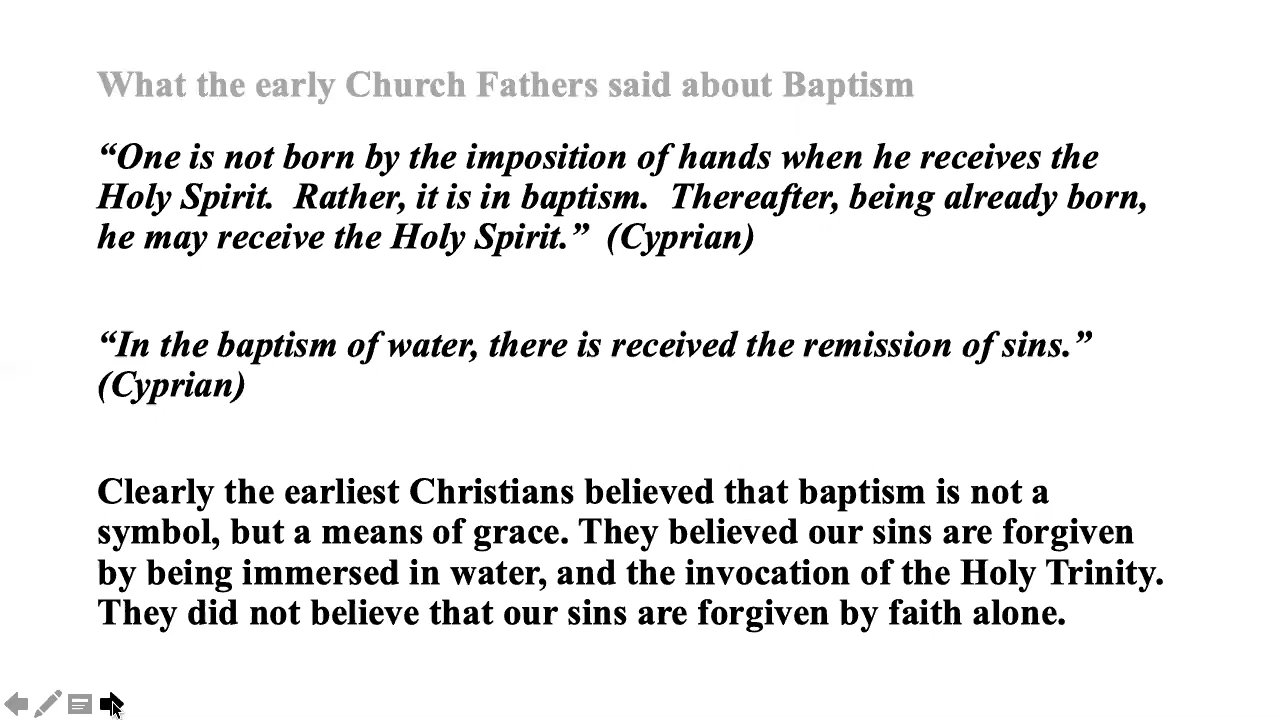 What the early Church Fathers said about Baptism
“One is not born by the imposition of hands when he receives the
Holy Spirit.  Rather, it is in baptism.  Thereafter, being already born,
he may receive the Holy Spirit.”  (Cyprian)
“In the baptism of water, there is received the remission of sins.”
(Cyprian)
Clearly the earliest Christians believed that baptism is not a
symbol, but a means of grace. They believed our sins are forgiven
by being immersed in water, and the invocation of the Holy Trinity.
They did not believe that our sins are forgiven by faith alone.